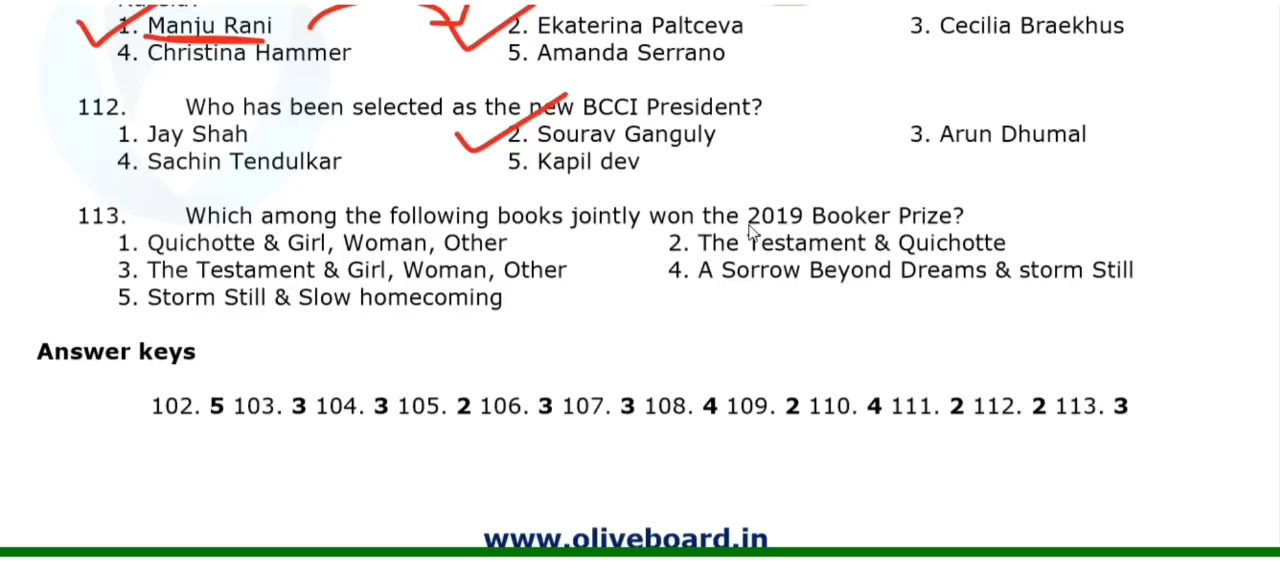 1. Manju Rani 2. Ekaterina Paltceva 3. Cecilia Braekhus
4. Christina Hammer 5. Amanda Serrano
112. Who has been selected as the new BCCI President?
1. Jay Shah 2. Sourav Ganguly 3. Arun Dhumal
4. Sachin Tendulkar 5. Kapil dev
113. Which among the following books jointly won the 2019 Booker Prize?
1. Quichotte & Girl, Woman, Other 2. The Testament & Quichotte
3. The Testament & Girl, Woman, Other 4. A Sorrow Beyond Dreams & storm Still
5. Storm Still & Slow homecoming
Answer keys
102. 5 103. 3 104. 3 105. 2 106. 3 107. 3 108. 4 109. 2 110. 4 111. 2 112. 2 113. 3
www.oliveboard.in